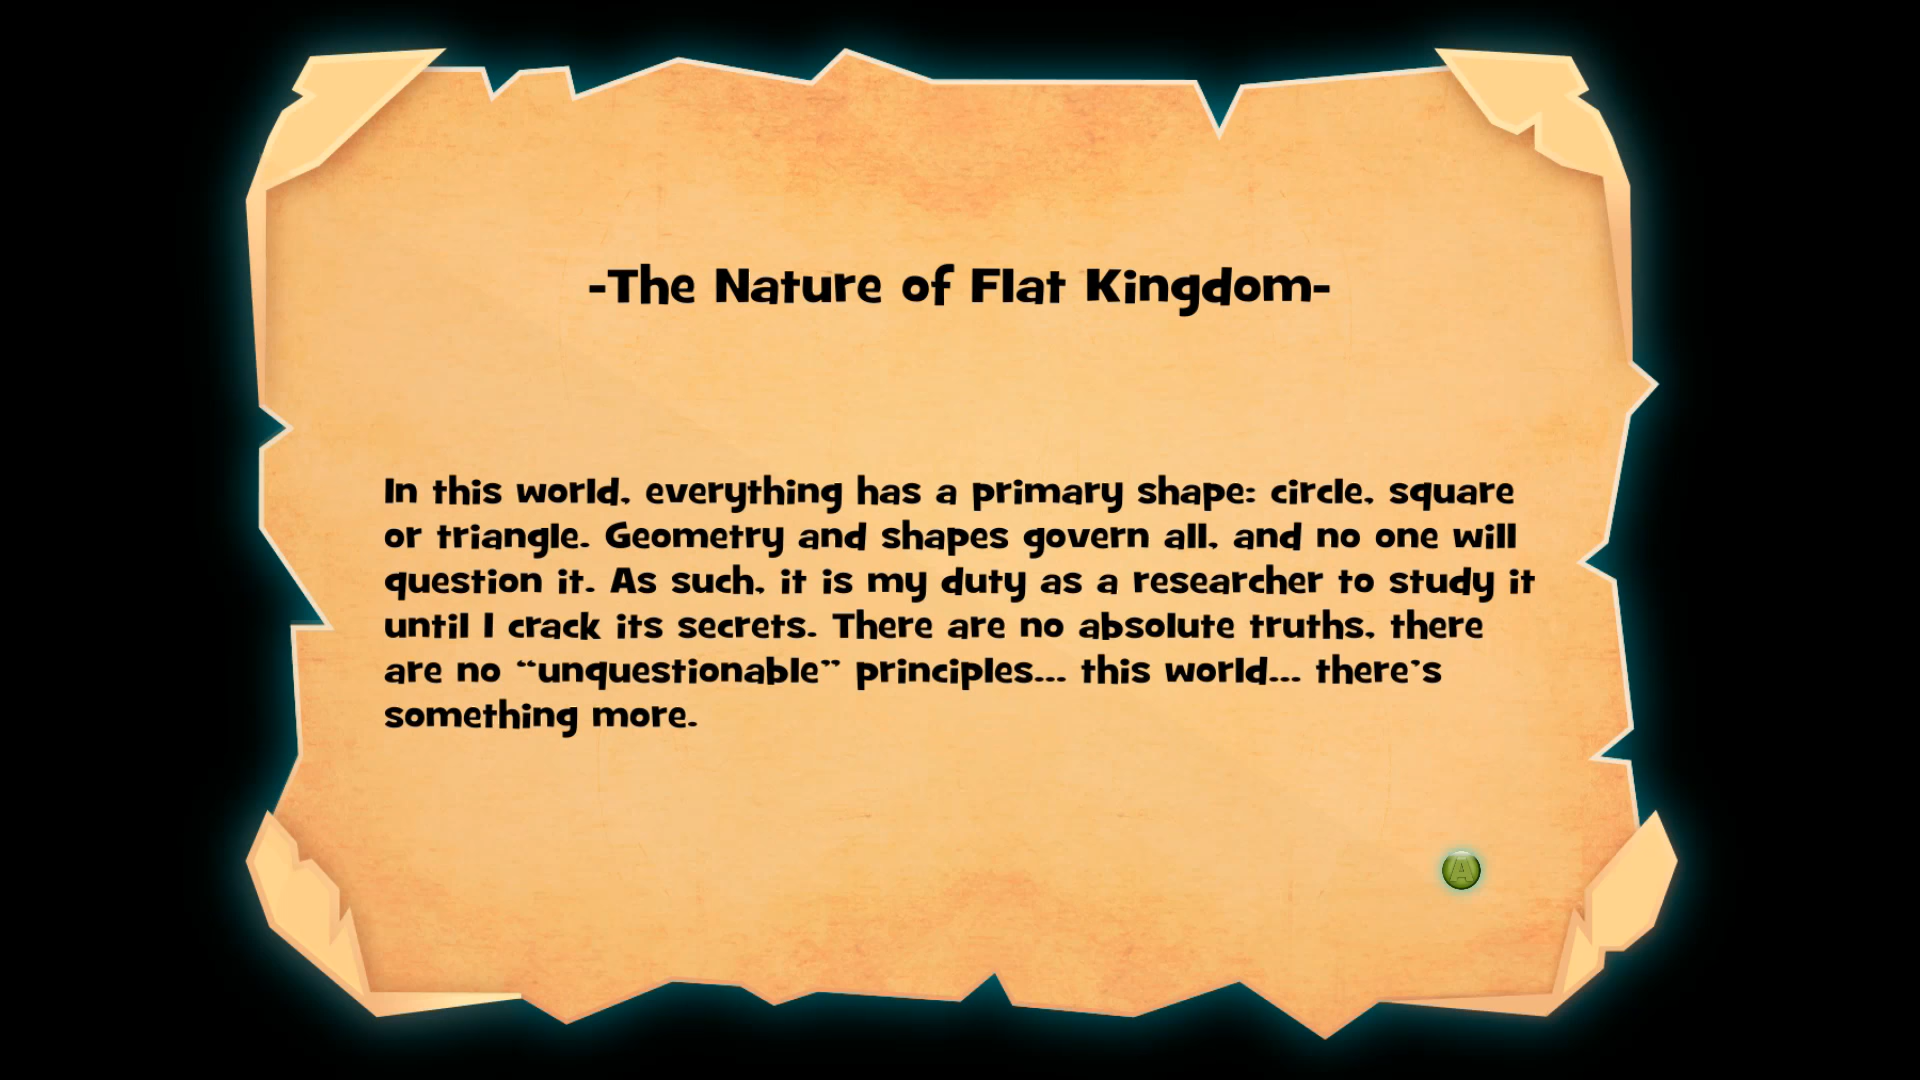 -The Nature of Flat Kingdom-
In this world, everything has a primary shape: circle, square
or triangle. Geometry and shapes govern all, and no one will
question it. As such, it is my duty as a researcher to study it
until I crack its secrets. There are no absolute truths, there
are no “unquestionable” principles... this world... there's
something more.
A